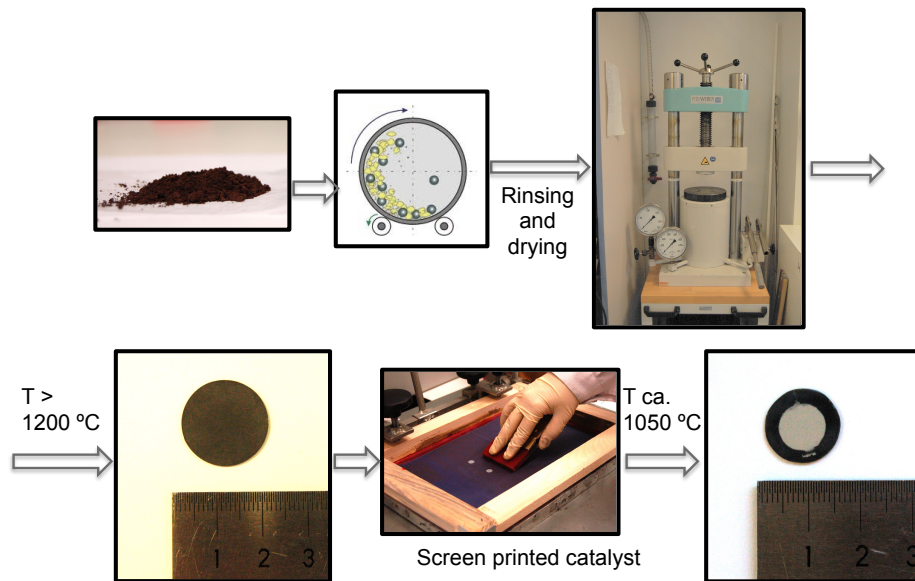 Rinsing
and
drying
T >
1200 ºC
T ca.
1050 ºC
1 2 3
1 2 3
Screen printed catalyst